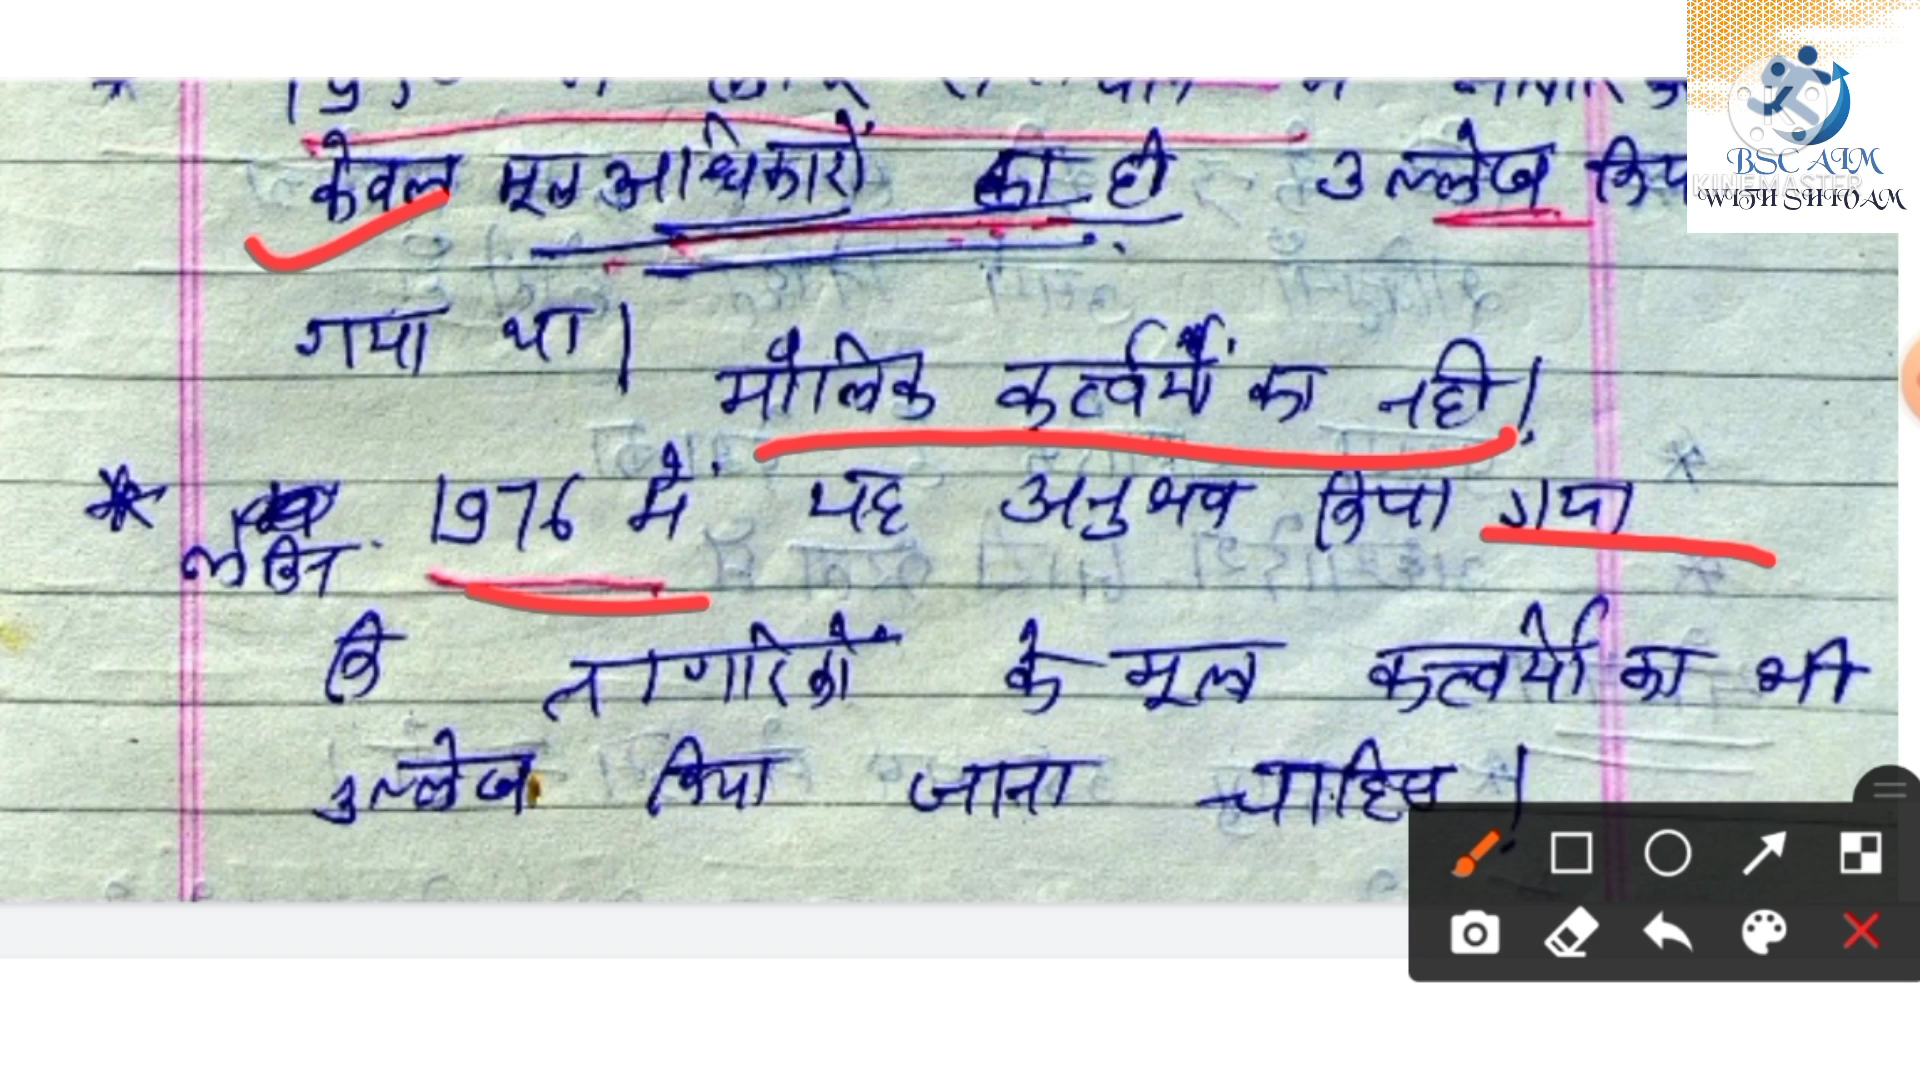 केवल मूल अधिकारों का ही उल्लेख
गया था। मौलिक कर्त्तव्यों का नहीं।
* 1976 में यह अनुभव किया गया
लेकिन
कि नागरिकों के मूल कर्तव्यों का भी
उल्लेख किया जाना चाहिए।
BSC AIM
KINEMASTER
WITH SHIVAM